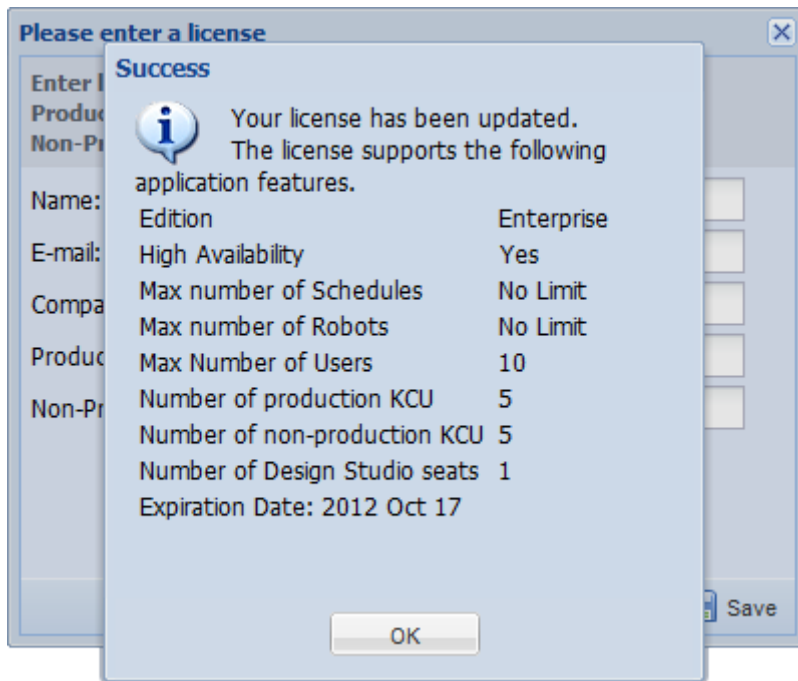 Please enter a license
Success
Enter
Your license has been updated.
The license supports the following
application features.
Name:
Edition Enterprise
E-mail:
High Availability Yes
Max number of Schedules No Limit
Max number of Robots No Limit
Max Number of Users 10
Number of production KCU 5
Number of non-production KCU 5
Number of Design Studio seats 1
Expiration Date: 2012 Oct 17
OK
Save